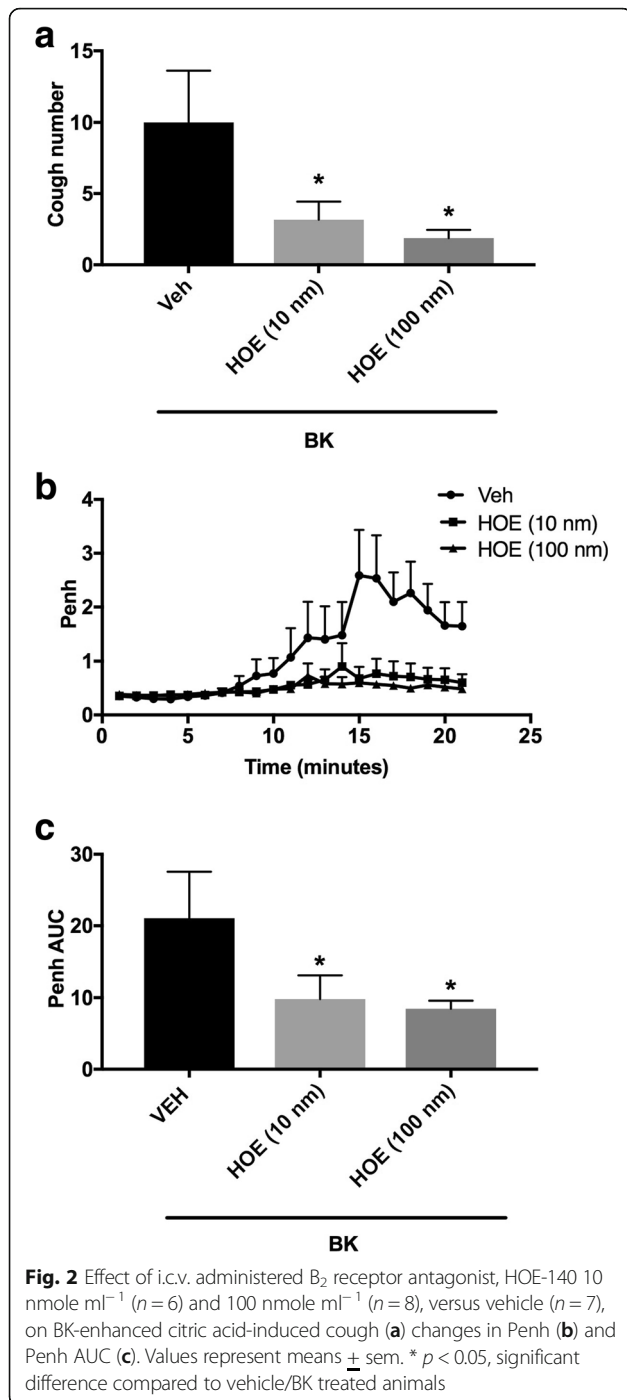 a
15
10
5
0
Cough number
Veh
HOE (10 nm)
HOE (100 nm)
BK
b
4
3
2
1
0
Penh
Veh
HOE (10 nm)
HOE (100 nm)
0 5 10 15 20 25
Time (minutes)
c
30
20
10
0
Penh AUC
VEH
HOE (10 nm)
HOE (100 nm)
BK
* *
* *
Fig. 2 Effect of i.c.v. administered B₂ receptor antagonist, HOE-140 10
nmole ml⁻¹ (n = 6) and 100 nmole ml⁻¹ (n = 8), versus vehicle (n = 7),
on BK-enhanced citric acid-induced cough (a) changes in Penh (b) and
Penh AUC (c). Values represent means ± sem. * p < 0.05, significant
difference compared to vehicle/BK treated animals